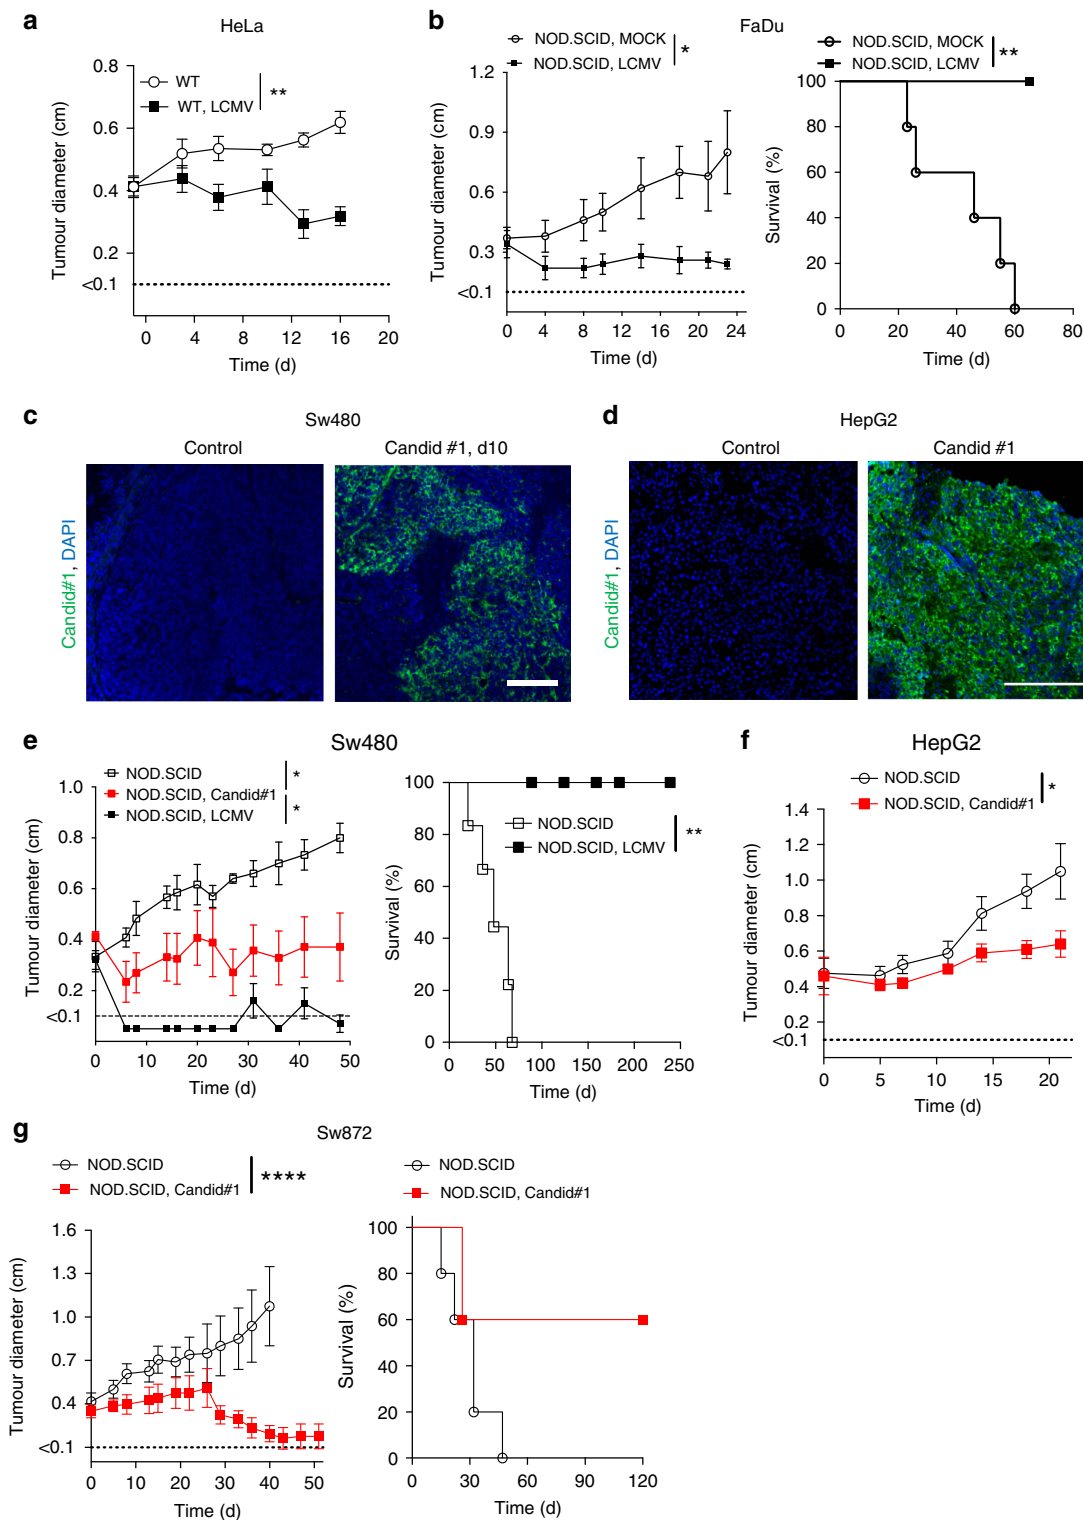 a
HeLa
WT
WT, LCMV
**
Tumour diameter (cm)
0.8
0.6
0.4
0.2
<0.1
0 4 8 12 16 20
Time (d)
b
FaDu
NOD.SCID, MOCK
NOD.SCID, LCMV
*
Tumour diameter (cm)
1.2
0.9
0.6
0.3
<0.1
0 4 8 12 16 20 24
Time (d)
NOD.SCID, MOCK
NOD.SCID, LCMV
**
Survival (%)
100
80
60
40
20
0
0 20 40 60 80
Time (d)
c
Sw480
Control
Candid #1, d10
Candid#1, DAPI
d
HepG2
Control
Candid #1
Candid#1, DAPI
e
Sw480
NOD.SCID
NOD.SCID, Candid#1
NOD.SCID, LCMV
*
*
Tumour diameter (cm)
1.0
0.8
0.6
0.4
0.2
<0.1
0 10 20 30 40 50
Time (d)
NOD.SCID
NOD.SCID, LCMV
**
Survival (%)
100
80
60
40
20
0
0 50 100 150 200 250
Time (d)
f
HepG2
NOD.SCID
NOD.SCID, Candid#1
*
Tumour diameter (cm)
1.4
1.2
1.0
0.8
0.6
0.4
0.2
<0.1
0 5 10 15 20
Time (d)
g
Sw872
NOD.SCID
NOD.SCID, Candid#1
****
Tumour diameter (cm)
1.6
1.3
1.0
0.7
0.4
<0.1
0 10 20 30 40 50
Time (d)
NOD.SCID
NOD.SCID, Candid#1
Survival (%)
100
80
60
40
20
0
0 30 60 90 120
Time (d)